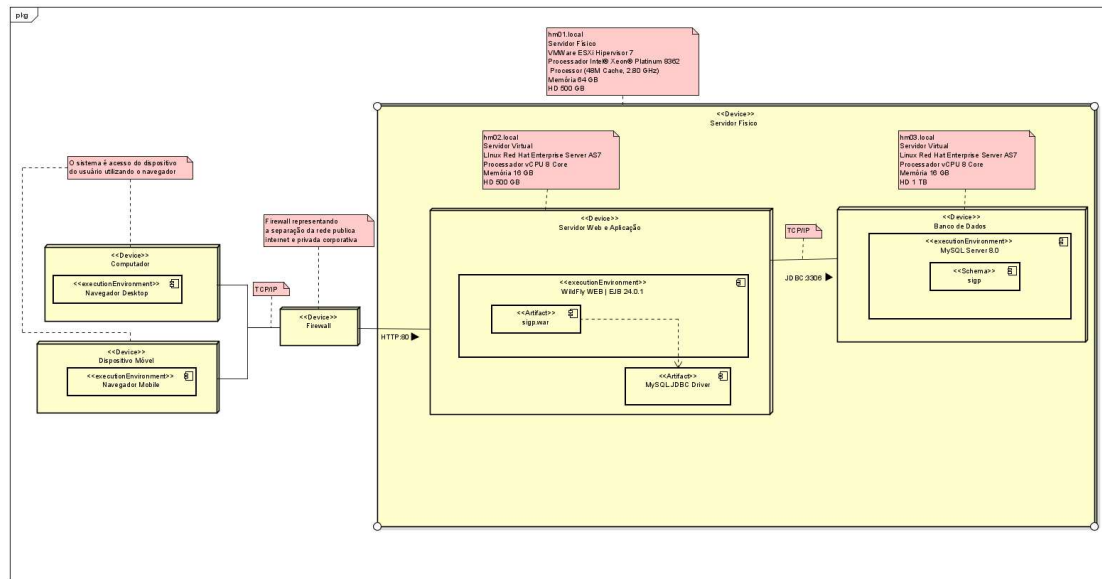 pkg
hm01.local
Servidor Físico
VMWare ESXi Hipervisor 7
Processador Intel® Xeon® Platinum 8362
Processor (48M Cache, 2.80 GHz)
Memória 64 GB
HD 500 GB
<<Device>>
Servidor Físico
hm02.local
Servidor Virtual
Linux Red Hat Enterprise Server AS7
Processador vCPU 8 Core
Memória 16 GB
HD 500 GB
hm03.local
Servidor Virtual
Linux Red Hat Enterprise Server AS7
Processador vCPU 8 Core
Memória 16 GB
HD 1 TB
O sistema é acesso do dispositivo
do usuário utilizando o navegador
Firewall representando
a separação da rede publica
internet e privada corporativa
<<Device>>
Computador
<<executionEnvironment>>
Navegador Desktop
TCP/IP
<<Device>>
Firewall
HTTP:80
<<Device>>
Dispositivo Móvel
<<executionEnvironment>>
Navegador Mobile
<<Device>>
Servidor Web e Aplicação
<<executionEnvironment>>
WildFly WEB | EJB 24.0.1
<<Artifact>>
sigp.war
<<Artifact>>
MySQL JDBC Driver
TCP/IP
JDBC:3306
<<Device>>
Banco de Dados
<<executionEnvironment>>
MySQL Server 8.0
<<Schema>>
sigp